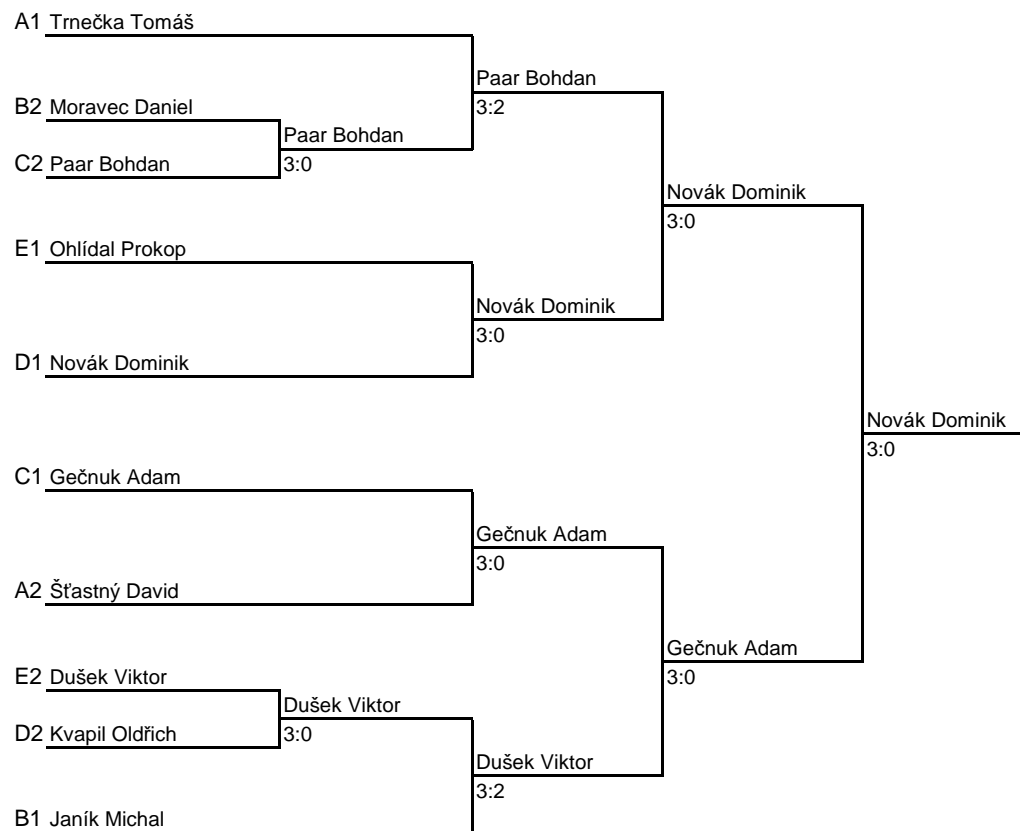 A1 Trnečka Tomáš
Paar Bohdan
B2 Moravec Daniel
3:2
Paar Bohdan
C2 Paar Bohdan
3:0
Novák Dominik
3:0
E1 Ohlídal Prokop
Novák Dominik
3:0
D1 Novák Dominik
Novák Dominik
3:0
C1 Gečnuk Adam
Gečnuk Adam
3:0
A2 Šťastný David
Gečnuk Adam
3:0
E2 Dušek Viktor
Dušek Viktor
D2 Kvapil Oldřich
3:0
Dušek Viktor
3:2
B1 Janík Michal